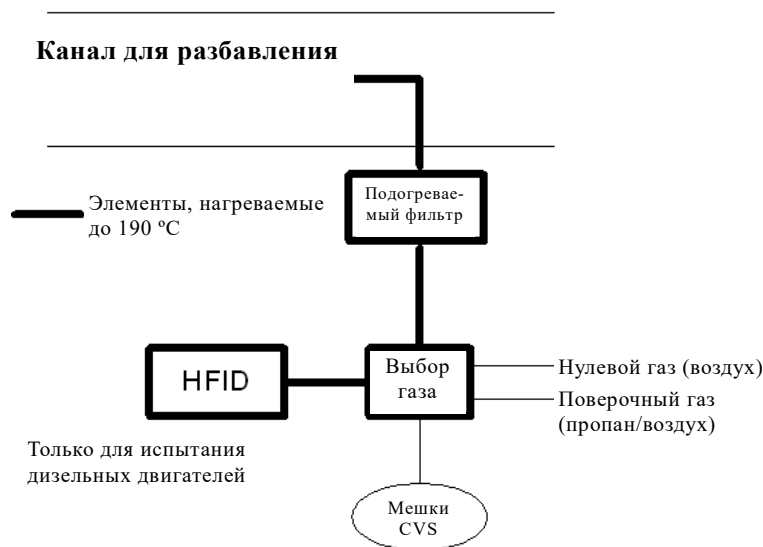 Канал для разбавления
Подогревае-
мый фильтр
Элементы, нагреваемые
до 190 ºC
HFID
Выбор
газа
Нулевой газ (воздух)
Поверочный газ
(пропан/воздух)
Только для испытания
дизельных двигателей
Мешки
CVS